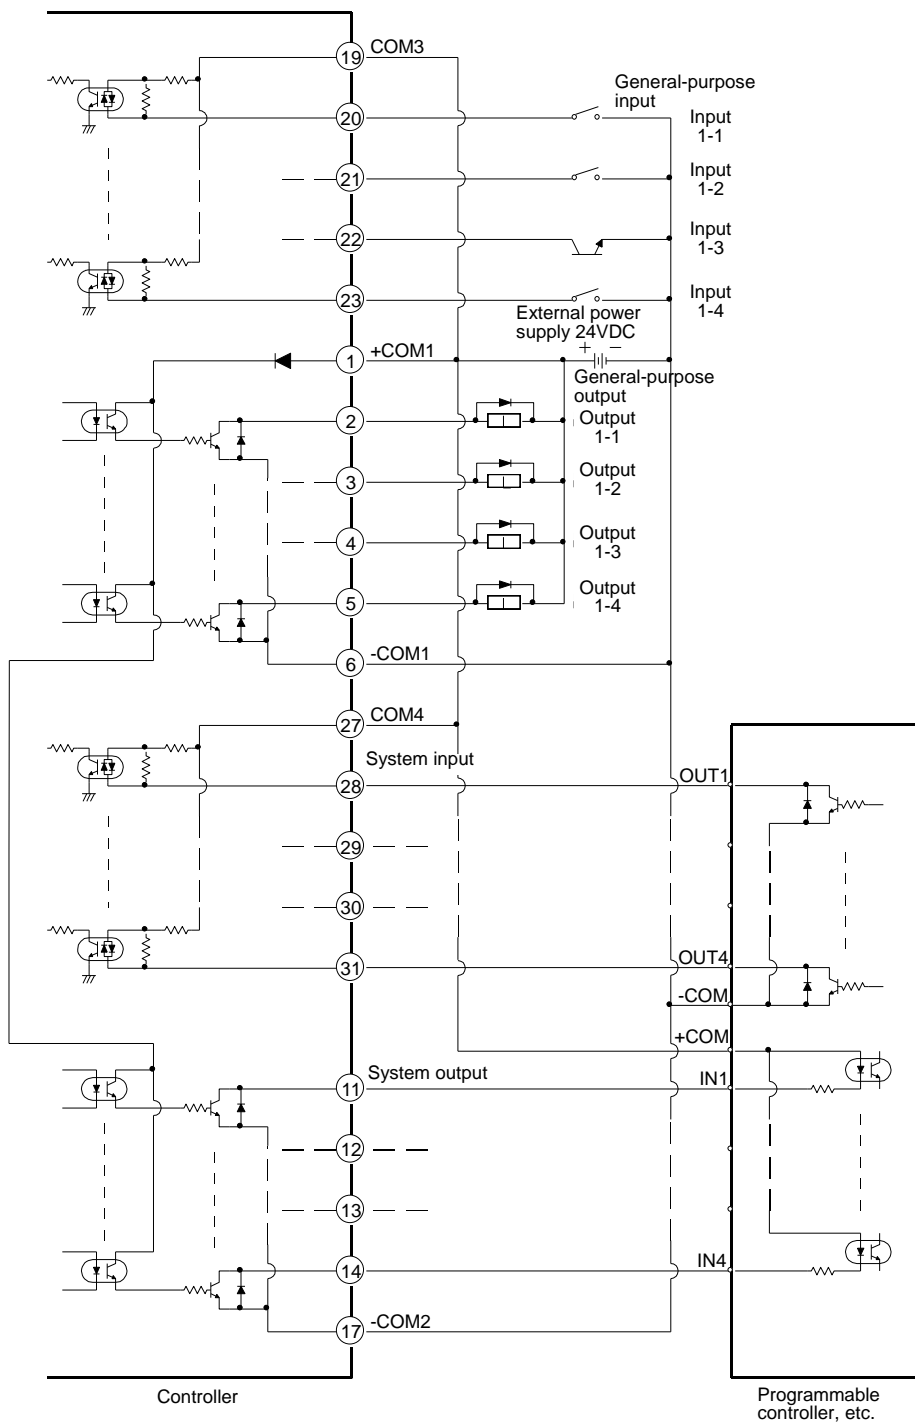 19 COM3
General-purpose
input
20
Input
1-1
21
Input
1-2
22
Input
1-3
23
Input
1-4
External power
supply 24VDC
+ −
1 +COM1
General-purpose
output
2
Output
1-1
3
Output
1-2
4
Output
1-3
5
Output
1-4
6 -COM1
27 COM4
System input
28
OUT1
29
30
31
OUT4
-COM
+COM
System output
11
IN1
12
13
14
IN4
17 -COM2
Controller
Programmable
controller, etc.